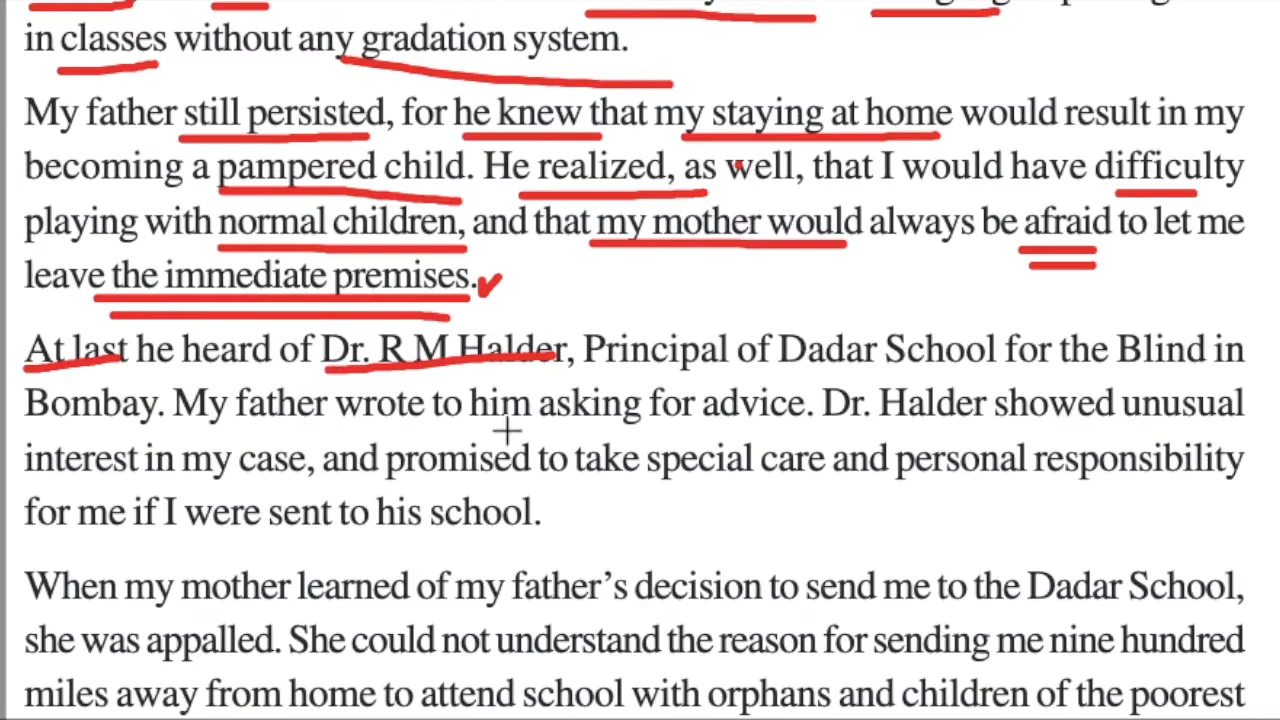 in classes without any gradation system.
My father still persisted, for he knew that my staying at home would result in my
becoming a pampered child. He realized, as well, that I would have difficulty
playing with normal children, and that my mother would always be afraid to let me
leave the immediate premises.
At last he heard of Dr. R M Halder, Principal of Dadar School for the Blind in
Bombay. My father wrote to him asking for advice. Dr. Halder showed unusual
interest in my case, and promised to take special care and personal responsibility
for me if I were sent to his school.
When my mother learned of my father’s decision to send me to the Dadar School,
she was appalled. She could not understand the reason for sending me nine hundred
miles away from home to attend school with orphans and children of the poorest